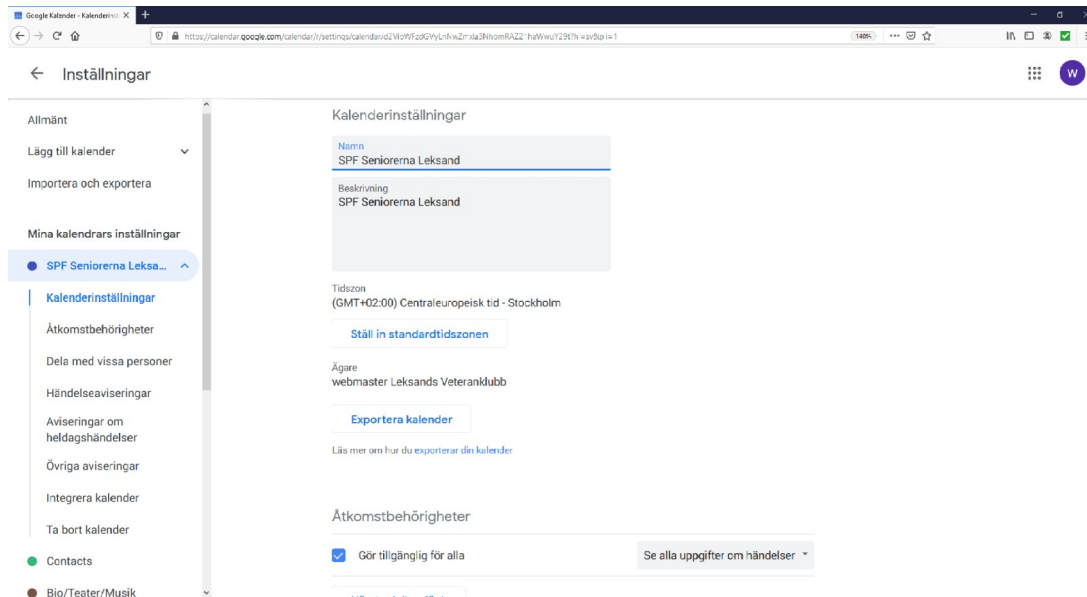 Google Kalender - Kalenderinst
140%
Inställningar
W
Allmänt
Lägg till kalender
Importera och exportera
Mina kalendrars inställningar
SPF Seniorerna Leksa...
Kalenderinställningar
Åtkomstbehörigheter
Dela med vissa personer
Händelseaviseringar
Aviseringar om
heldagshändelser
Övriga aviseringar
Integrera kalender
Ta bort kalender
Contacts
Bio/Teater/Musik
Kalenderinställningar
Namn
SPF Seniorerna Leksand
Beskrivning
SPF Seniorerna Leksand
Tidszon
(GMT+02:00) Centraleuropeisk tid - Stockholm
Ställ in standardtidszonen
Ägare
webmaster Leksands Veteranklubb
Exportera kalender
Läs mer om hur du exporterar din kalender
Åtkomstbehörigheter
Gör tillgänglig för alla
Se alla uppgifter om händelser